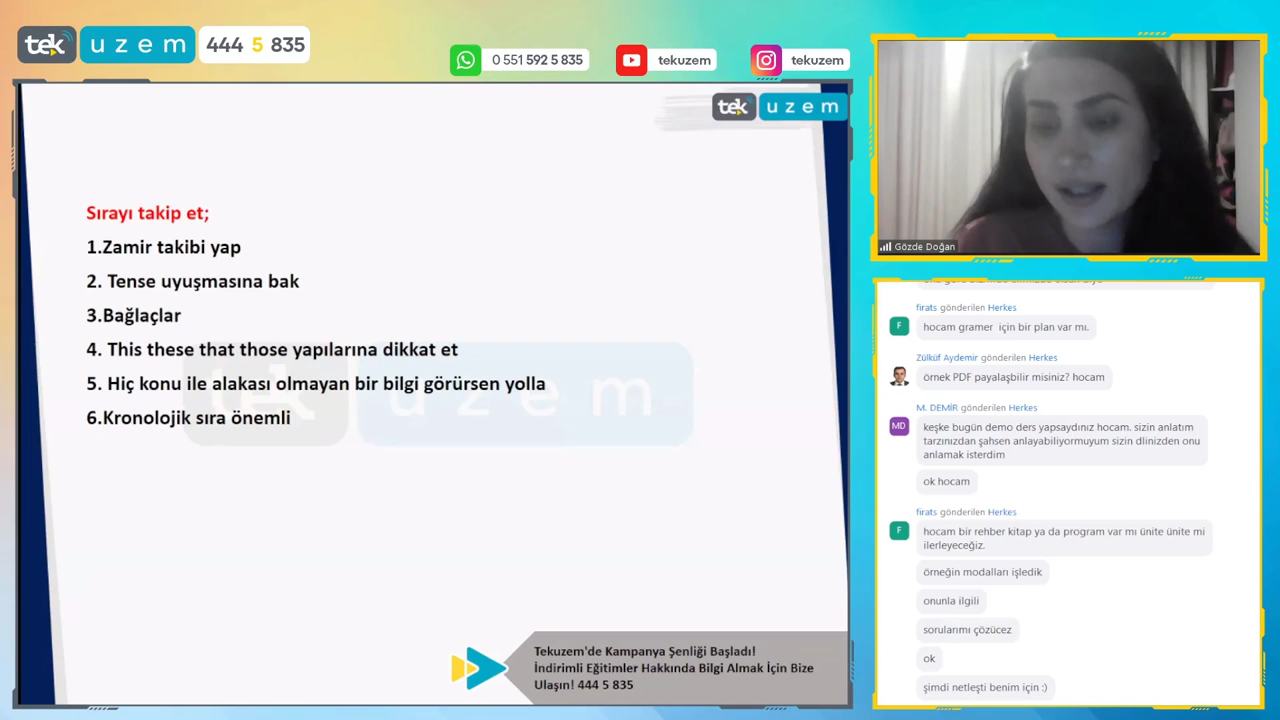 tek uzem 444 5 835
0 551 592 5 835
tekuzem
tekuzem
tek uzem
Sırayı takip et;
1.Zamir takibi yap
2. Tense uyuşmasına bak
3.Bağlaçlar
4. This these that those yapılarına dikkat et
5. Hiç konu ile alakası olmayan bir bilgi görürsen yolla
6.Kronolojik sıra önemli
tek uzem
Tekuzem'de Kampanya Şenliği Başladı!
İndirimli Eğitimler Hakkında Bilgi Almak İçin Bize
Ulaşın! 444 5 835
Gözde Doğan
firats gönderilen Herkes
F
hocam gramer için bir plan var mı.
Zülküf Aydemir gönderilen Herkes
örnek PDF payalaşbilir misiniz? hocam
M. DEMİR gönderilen Herkes
MD
keşke bugün demo ders yapsaydınız hocam. sizin anlatım
tarzınızdan şahsen anlayabiliyormuyum sizin dlinizden onu
anlamak isterdim
ok hocam
firats gönderilen Herkes
F
hocam bir rehber kitap ya da program var mı ünite ünite mi
ilerleyeceğiz.
örneğin modalları işledik
onunla ilgili
sorularımı çözücez
ok
şimdi netleşti benim için :)